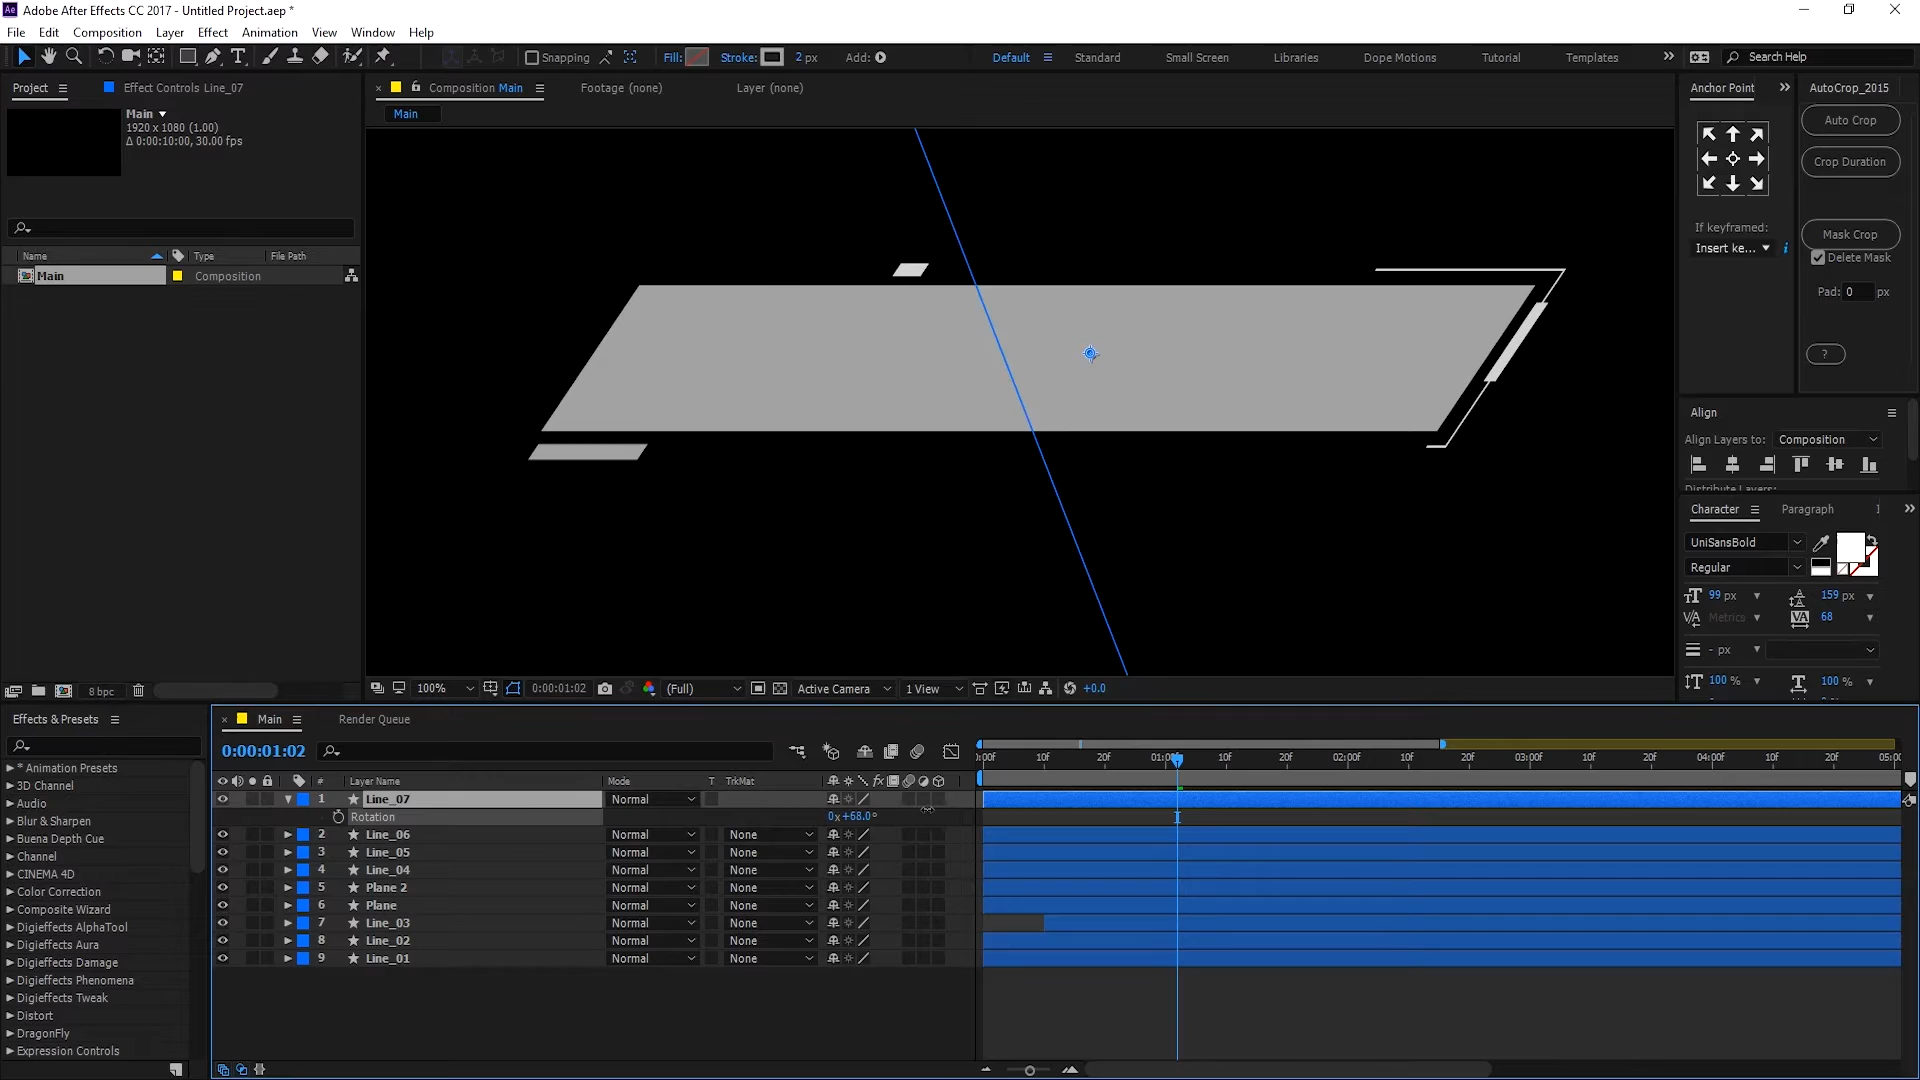 Adobe After Effects CC 2017 - Untitled Project.aep *
File Edit Composition Layer Effect Animation View Window Help
Snapping Fill: Stroke: 2 px Add: Default Standard Small Screen Libraries Dope Motions Tutorial Templates Search Help
Project Effect Controls Line_07 Composition Main Footage (none) Layer (none) Anchor Point AutoCrop_2015
Main
1920 x 1080 (1.00)
Δ 0:00:10:00, 30.00 fps
Main
Auto Crop
Crop Duration
If keyframed:
Insert ke...
Mask Crop
Delete Mask
Pad: 0 px
?
Name Type File Path
Main Composition
Align
Align Layers to: Composition
Distribute Layers:
Character Paragraph
UniSansBold
Regular
99 px 159 px
Metrics 68
- px
100 % 100 %
8 bpc
100% 0:00:01:02 (Full) Active Camera 1 View +0.0
Effects & Presets
* Animation Presets
3D Channel
Audio
Blur & Sharpen
Buena Depth Cue
Channel
CINEMA 4D
Color Correction
Composite Wizard
Digieffects AlphaTool
Digieffects Aura
Digieffects Damage
Digieffects Phenomena
Digieffects Tweak
Distort
DragonFly
Expression Controls
Main Render Queue
0:00:01:02
:00f 10f 20f 01:00f 10f 20f 02:00f 10f 20f 03:00f 10f 20f 04:00f 10f 20f 05:00
# Layer Name Mode T TrkMat
1 Line_07 Normal
Rotation 0x+68.0°
2 Line_06 Normal None
3 Line_05 Normal None
4 Line_04 Normal None
5 Plane 2 Normal None
6 Plane Normal None
7 Line_03 Normal None
8 Line_02 Normal None
9 Line_01 Normal None